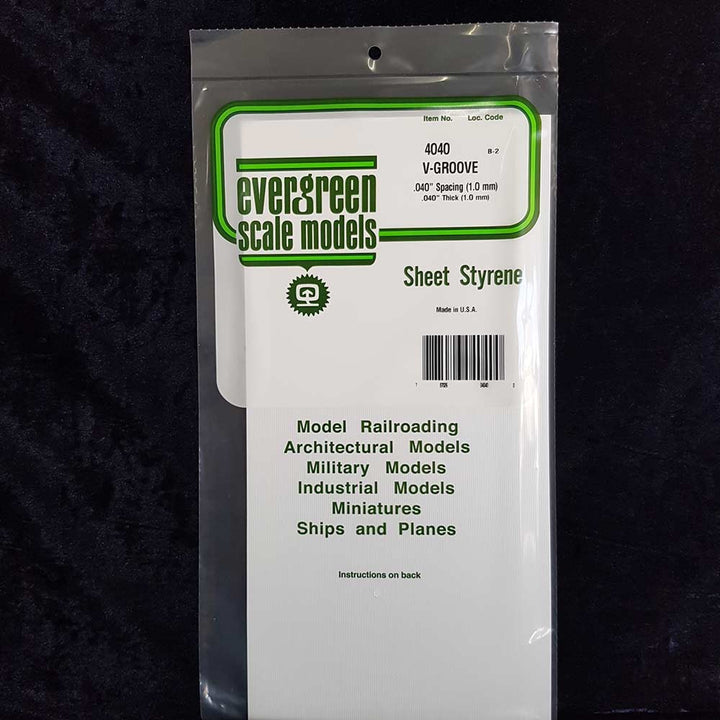 Item No. Loc. Code
4040 B-2
V-GROOVE
.040" Spacing (1.0 mm)
.040" Thick (1.0 mm)
evergreen
scale models
Sheet Styrene
Made in U.S.A.
Model Railroading
Architectural Models
Military Models
Industrial Models
Miniatures
Ships and Planes
Instructions on back